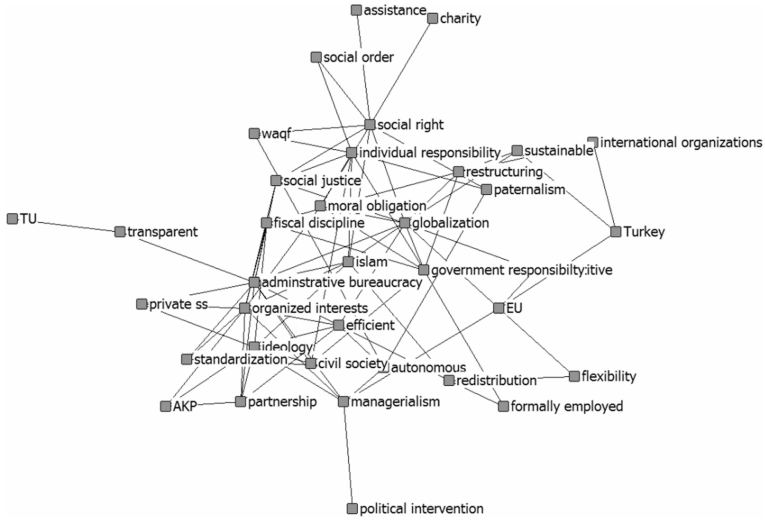 assistance
charity
social order
social right
waqf
international organizations
individual responsibility
sustainable
restructuring
social justice
paternalism
moral obligation
TU
fiscal discipline
globalization
transparent
Turkey
islam
government responsibilty
itive
adminstrative bureaucracy
private ss
organized interests
EU
efficient
ideology
standardization
civil society
autonomous
redistribution
flexibility
AKP
partnership
managerialism
formally employed
political intervention